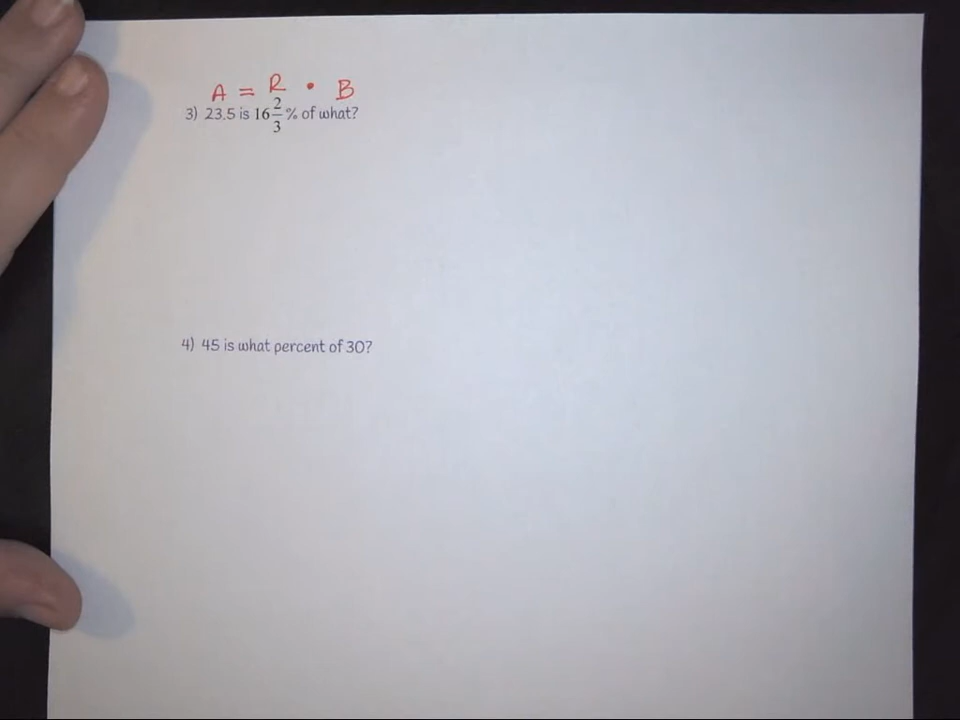 A = R • B
3) 23.5 is 16 2/3 % of what?
4) 45 is what percent of 30?